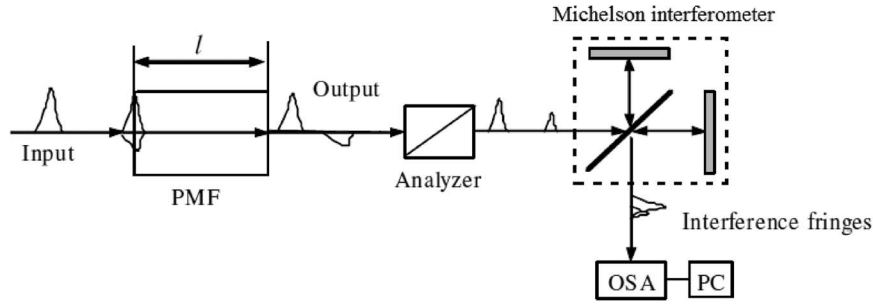 Michelson interferometer
l
Output
Input
PMF
Analyzer
Interference fringes
OSA
PC